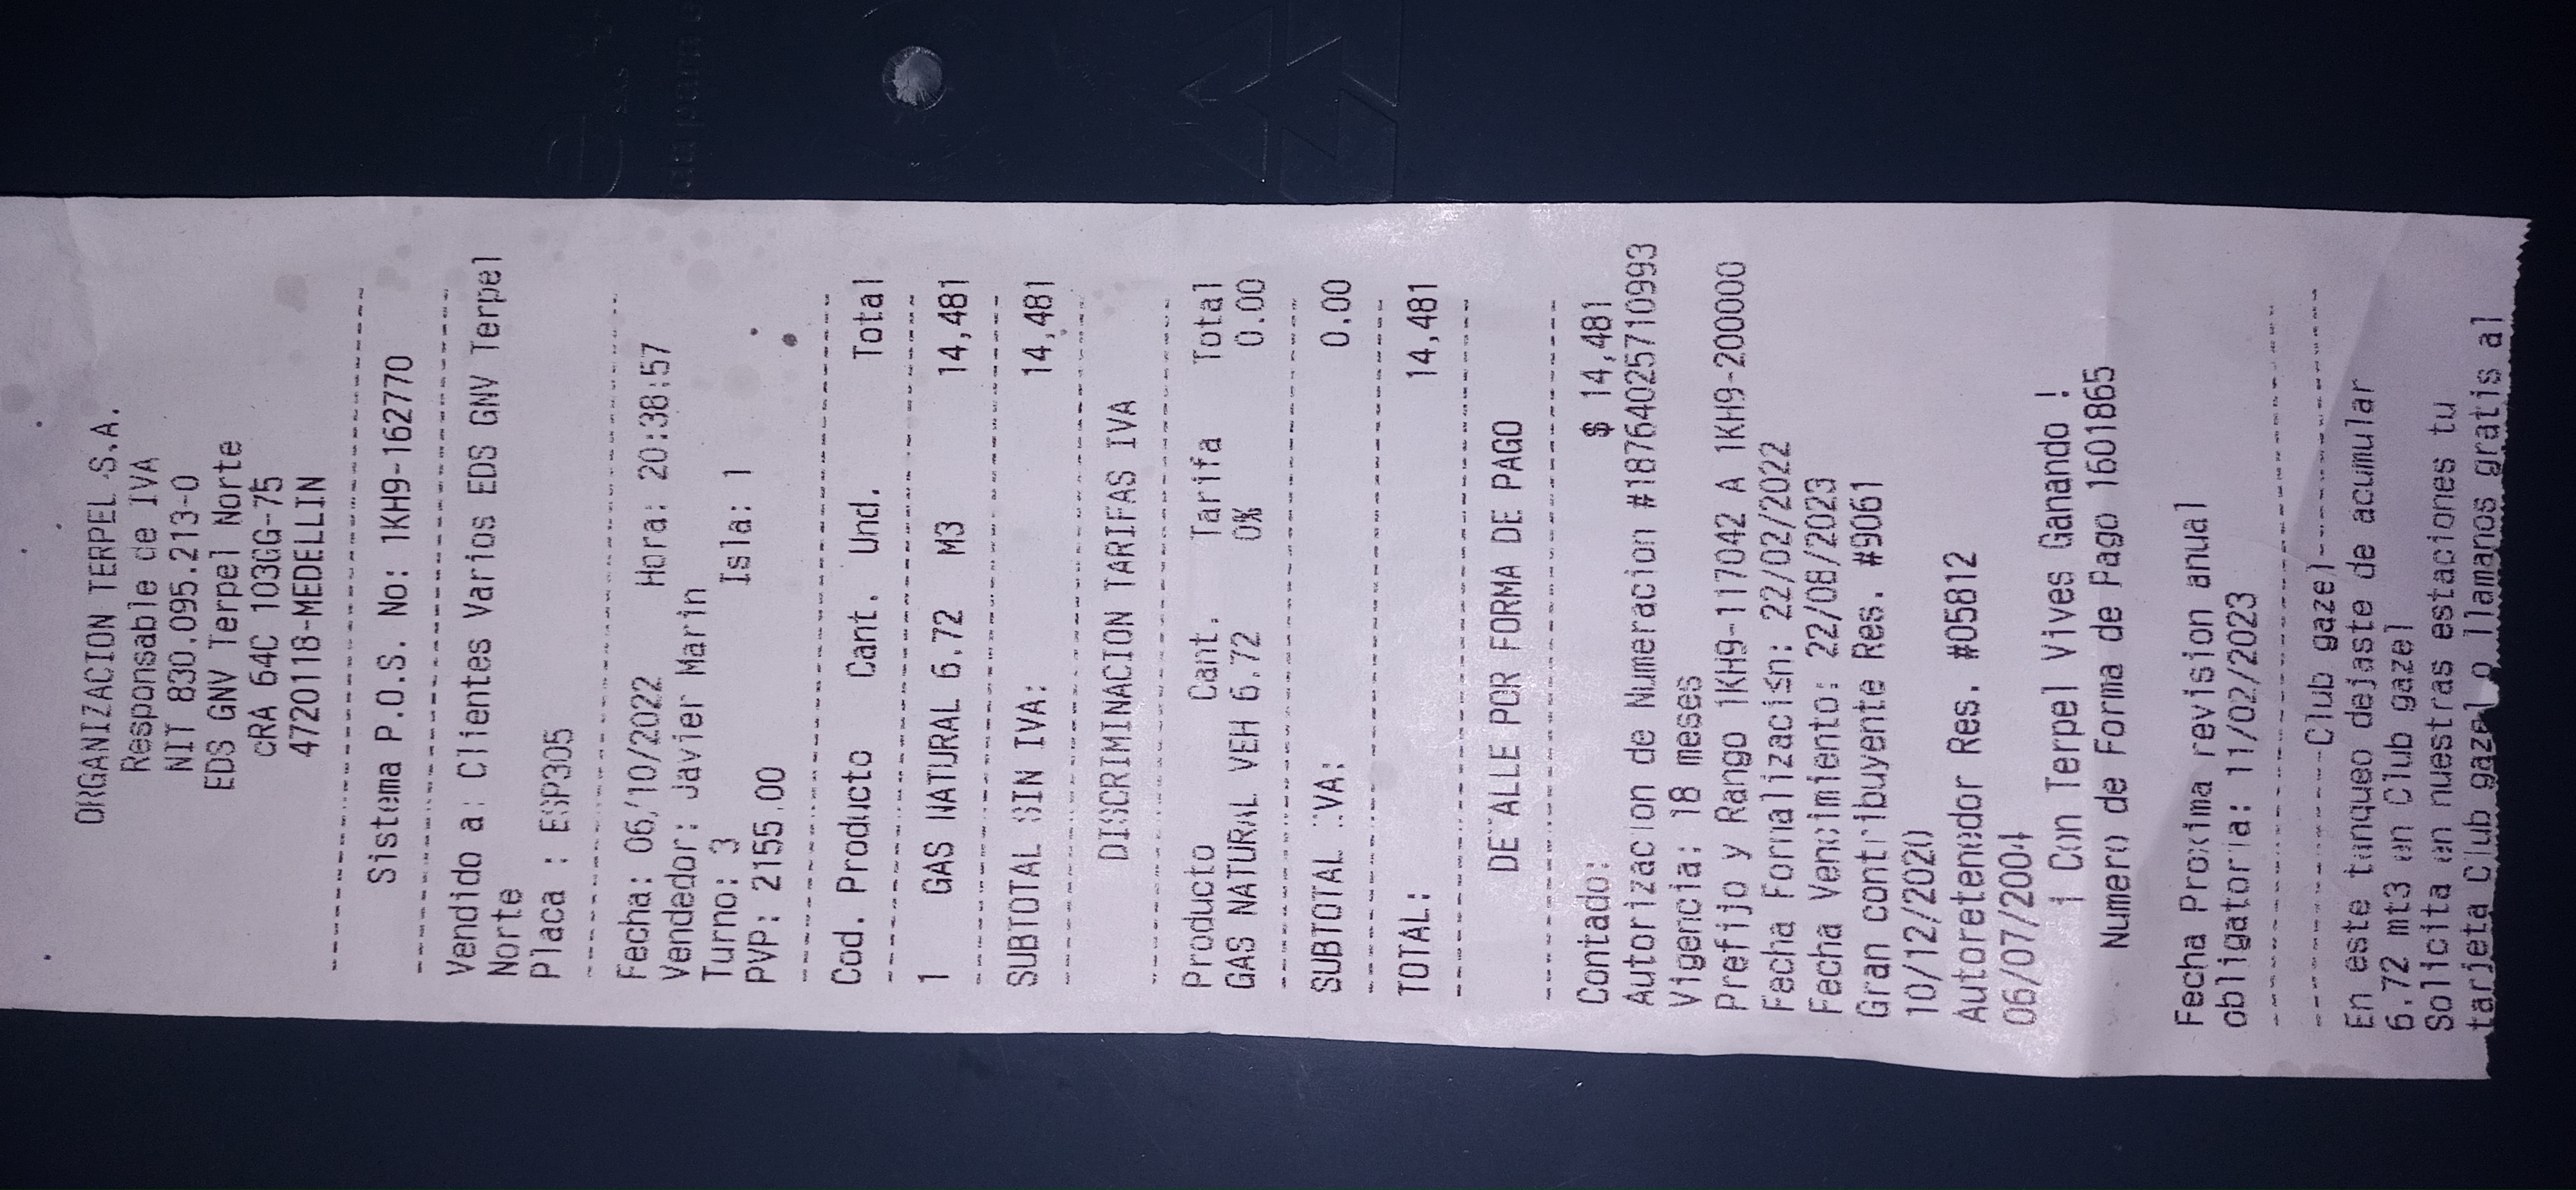 ORGANIZACION TERPEL S.A.
Responsable de IVA
NIT 830.095.213-0
EDS GNV Terpel Norte
cRA 64C 103GG-75
472011B-MEDELLIN
Sistema P.O.S. No: 1KH9-162770
Vendido a: Clientes Varios EDS GNV Terpel
Norte
Placa : ESP305
Fecha: 06/10/2022 Hora: 20:38:57
Vendedor: Javier Marin
Turno: 3 Isla: 1
PVP: 2155.00
Cod. Producto Cant. Und. Total
1 GAS NATURAL 6.72 M3 14,481
SUBTOTAL SIN IVA: 14,481
DISCRIMINACION TARIFAS IVA
Producto Cant. Tarifa Total
GAS NATURAL VEH 6.72 0% 0.00
SUBTOTAL IVA: 0.00
TOTAL: 14,481
DETALLE POR FORMA DE PAGO
Contado: $ 14,481
Autorizacion de Numeracion #18764025710993
Vigencia: 18 meses
Prefijo y Rango 1KH9-117042 A 1KH9-200000
Fecha Formalización: 22/02/2022
Fecha Vencimiento: 22/08/2023
Gran contribuyente Res. #9061
10/12/2020
Autoretenedor Res. #05812
06/07/2004
¡ Con Terpel Vives Ganando !
Numero de Forma de Pago 1601865
Fecha Proxima revision anual
obligatoria: 11/02/2023
Club gazel
En este tanqueo dejaste de acumular
6.72 mt3 en Club gazel
Solicita en nuestras estaciones tu
tarjeta Club gazel o llamanos gratis al